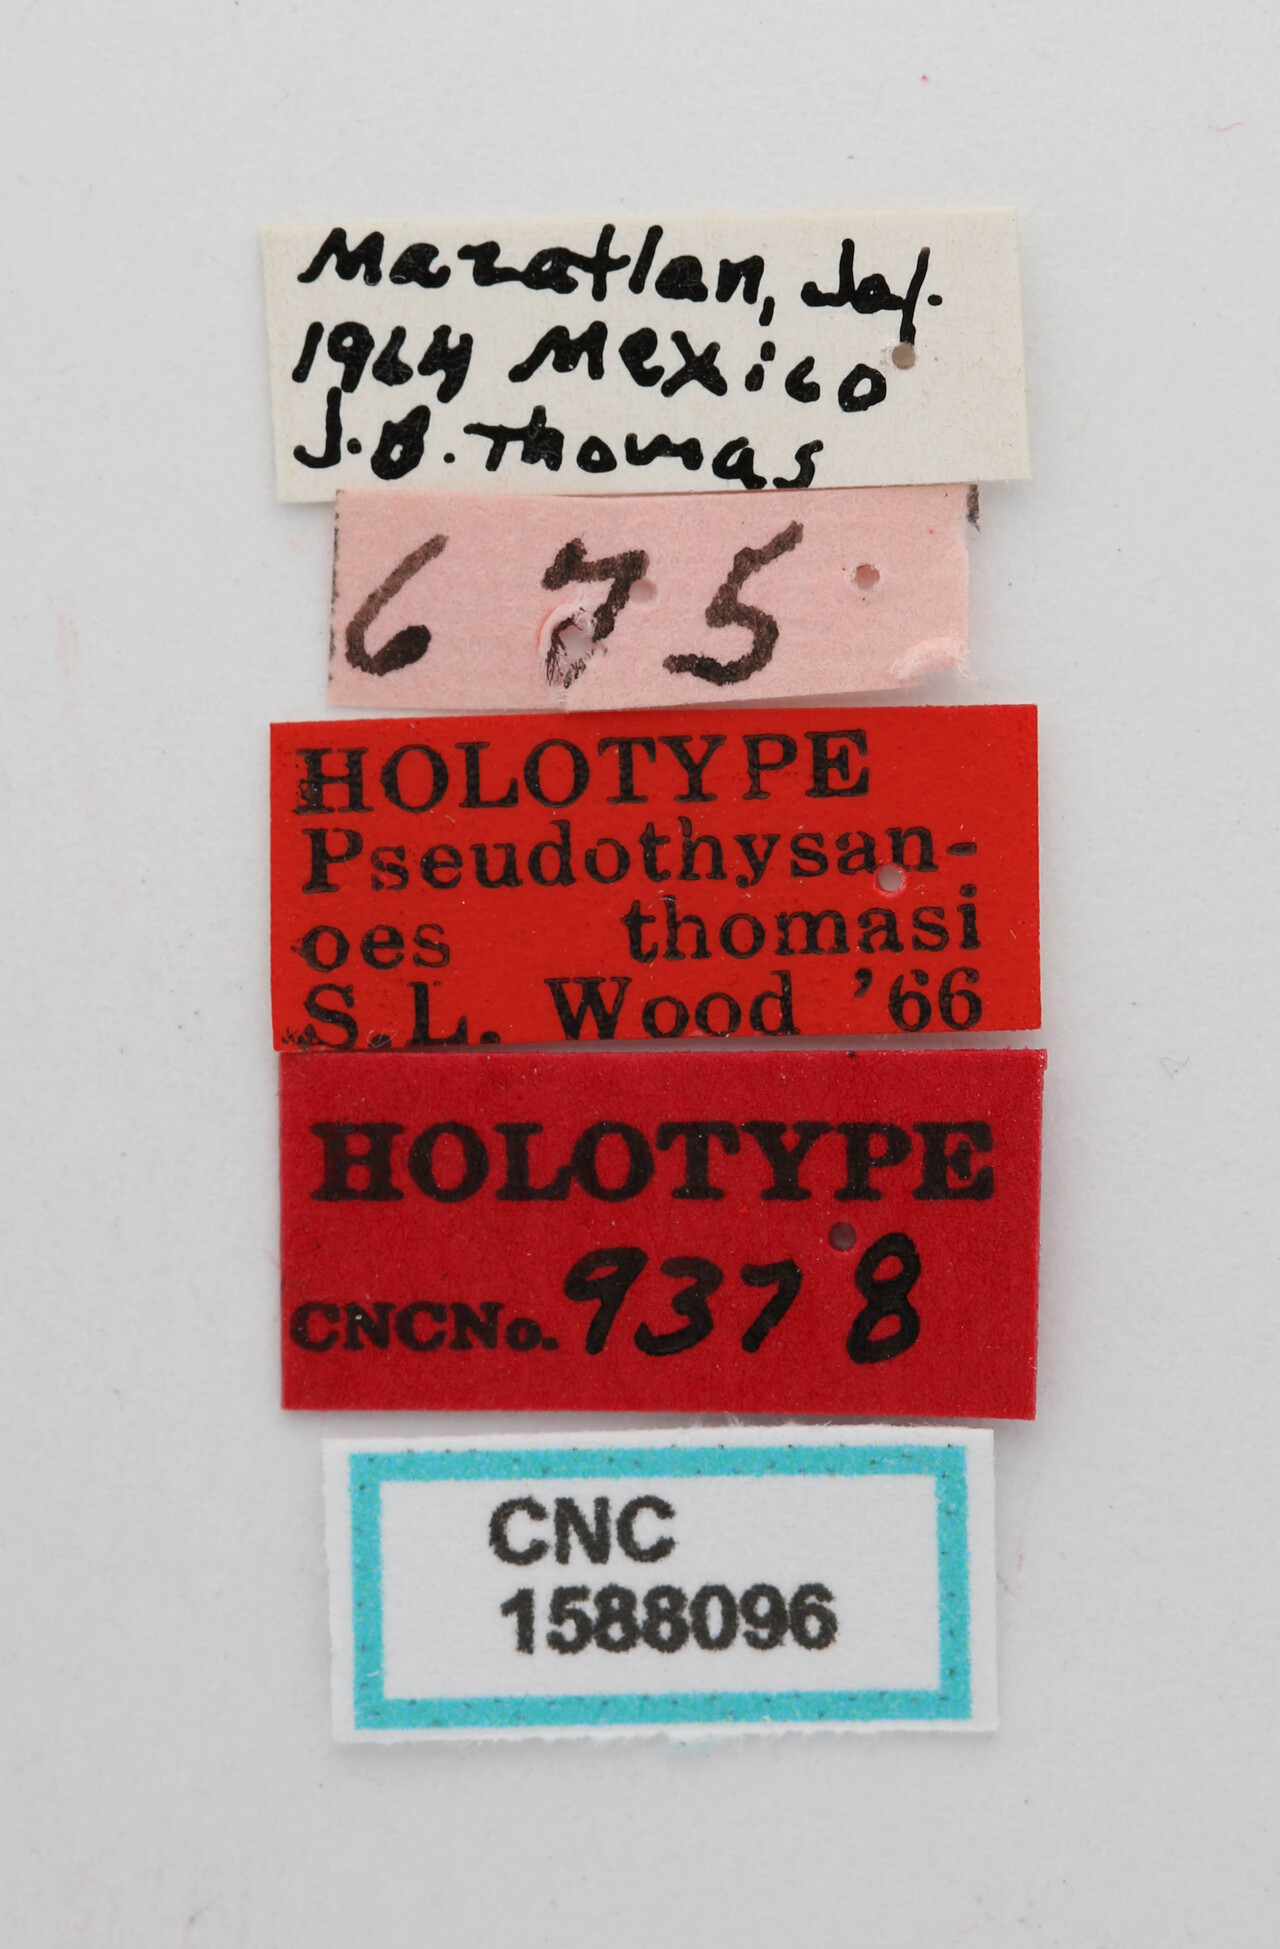 Mazatlan, Jal.
1964 Mexico
J.B. Thomas
675
HOLOTYPE
Pseudothysan-
oes thomasi
S.L. Wood '66
HOLOTYPE
CNCNo. 9378
CNC
1588096